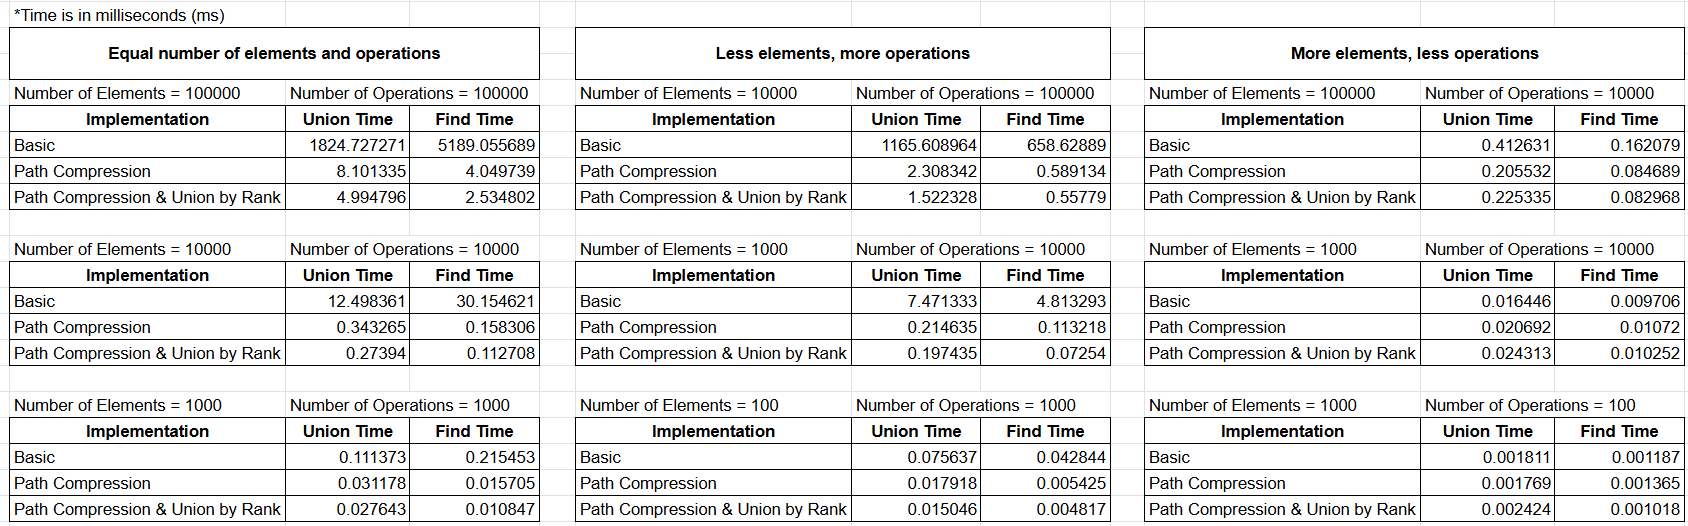 *Time is in milliseconds (ms)
Equal number of elements and operations
Number of Elements = 100000 Number of Operations = 100000
Implementation Union Time Find Time
Basic 1824.727271 5189.055689
Path Compression 8.101335 4.049739
Path Compression & Union by Rank 4.994796 2.534802
Number of Elements = 10000 Number of Operations = 10000
Implementation Union Time Find Time
Basic 12.498361 30.154621
Path Compression 0.343265 0.158306
Path Compression & Union by Rank 0.27394 0.112708
Number of Elements = 1000 Number of Operations = 1000
Implementation Union Time Find Time
Basic 0.111373 0.215453
Path Compression 0.031178 0.015705
Path Compression & Union by Rank 0.027643 0.010847
Less elements, more operations
Number of Elements = 10000 Number of Operations = 100000
Implementation Union Time Find Time
Basic 1165.608964 658.62889
Path Compression 2.308342 0.589134
Path Compression & Union by Rank 1.522328 0.55779
Number of Elements = 1000 Number of Operations = 10000
Implementation Union Time Find Time
Basic 7.471333 4.813293
Path Compression 0.214635 0.113218
Path Compression & Union by Rank 0.197435 0.07254
Number of Elements = 100 Number of Operations = 1000
Implementation Union Time Find Time
Basic 0.075637 0.042844
Path Compression 0.017918 0.005425
Path Compression & Union by Rank 0.015046 0.004817
More elements, less operations
Number of Elements = 100000 Number of Operations = 10000
Implementation Union Time Find Time
Basic 0.412631 0.162079
Path Compression 0.205532 0.084689
Path Compression & Union by Rank 0.225335 0.082968
Number of Elements = 1000 Number of Operations = 10000
Implementation Union Time Find Time
Basic 0.016446 0.009706
Path Compression 0.020692 0.01072
Path Compression & Union by Rank 0.024313 0.010252
Number of Elements = 1000 Number of Operations = 100
Implementation Union Time Find Time
Basic 0.001811 0.001187
Path Compression 0.001769 0.001365
Path Compression & Union by Rank 0.002424 0.001018